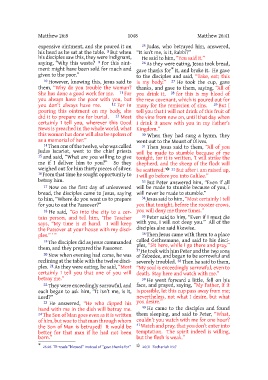 Matthew 26:8 1045 Matthew 26:41
expensive ointment, and she poured it on
his head as he sat at the table. 8 But when
his disciples saw this, they were indignant,
saying, "Why this waste? 9 For this oint-
ment might have been sold for much and
given to the poor."
10 However, knowing this, Jesus said to
them, "Why do you trouble the woman?
She has done a good work for me. 11 For
you always have the poor with you, but
you don't always have me. 12 For in
pouring this ointment on my body, she
did it to prepare me for burial. 13 Most
certainly I tell you, wherever this Good
News is preached in the whole world, what
this woman has done will also be spoken of
as a memorial of her."
14 Then one of the twelve, who was called
Judas Iscariot, went to the chief priests
15 and said, "What are you willing to give
me if I deliver him to you?" So they
weighed out for him thirty pieces of silver.
16 From that time he sought opportunity to
betray him.
17 Now on the first day of unleavened
bread, the disciples came to Jesus, saying
to him, "Where do you want us to prepare
for you to eat the Passover?"
18 He said, "Go into the city to a cer-
tain person, and tell him, 'The Teacher
says, "My time is at hand. I will keep
the Passover at your house with my disci-
ples."'"
19 The disciples did as Jesus commanded
them, and they prepared the Passover.
20 Now when evening had come, he was
reclining at the table with the twelve disci-
ples. 21 As they were eating, he said, "Most
certainly I tell you that one of you will
betray me."
22 They were exceedingly sorrowful, and
each began to ask him, "It isn't me, is it,
Lord?"
23 He answered, "He who dipped his
hand with me in the dish will betray me.
24 The Son of Man goes even as it is written
of him, but woe to that man through whom
the Son of Man is betrayed! It would be
better for that man if he had not been
born."
25 Judas, who betrayed him, answered,
"It isn't me, is it, Rabbi?"
He said to him, "You said it."
26 As they were eating, Jesus took bread,
gave thanks for it, and broke it. He gave
to the disciples and said, "Take, eat; this
is my body." 27 He took the cup, gave
thanks, and gave to them, saying, "All of
you drink it, 28 for this is my blood of
the new covenant, which is poured out for
many for the remission of sins. 29 But I
tell you that I will not drink of this fruit of
the vine from now on, until that day when
I drink it anew with you in my Father's
Kingdom."
30 When they had sung a hymn, they
went out to the Mount of Olives.
31 Then Jesus said to them, "All of you
will be made to stumble because of me
tonight, for it is written, 'I will strike the
shepherd, and the sheep of the flock will
be scattered.' 32 But after I am raised up,
I will go before you into Galilee."
33 But Peter answered him, "Even if all
will be made to stumble because of you, I
will never be made to stumble."
34 Jesus said to him, "Most certainly I tell
you that tonight, before the rooster crows,
you will deny me three times."
35 Peter said to him, "Even if I must die
with you, I will not deny you." All of the
disciples also said likewise.
36 Then Jesus came with them to a place
called Gethsemane, and said to his disci-
ples, "Sit here, while I go there and pray."
37 He took with him Peter and the two sons
of Zebedee, and began to be sorrowful and
severely troubled. 38 Then he said to them,
"My soul is exceedingly sorrowful, even to
death. Stay here and watch with me."
39 He went forward a little, fell on his
face, and prayed, saying, "My Father, if it
is possible, let this cup pass away from me;
nevertheless, not what I desire, but what
you desire."
40 He came to the disciples and found
them sleeping, and said to Peter, "What,
couldn't you watch with me for one hour?
41 Watch and pray, that you don't enter into
temptation. The spirit indeed is willing,
but the flesh is weak."